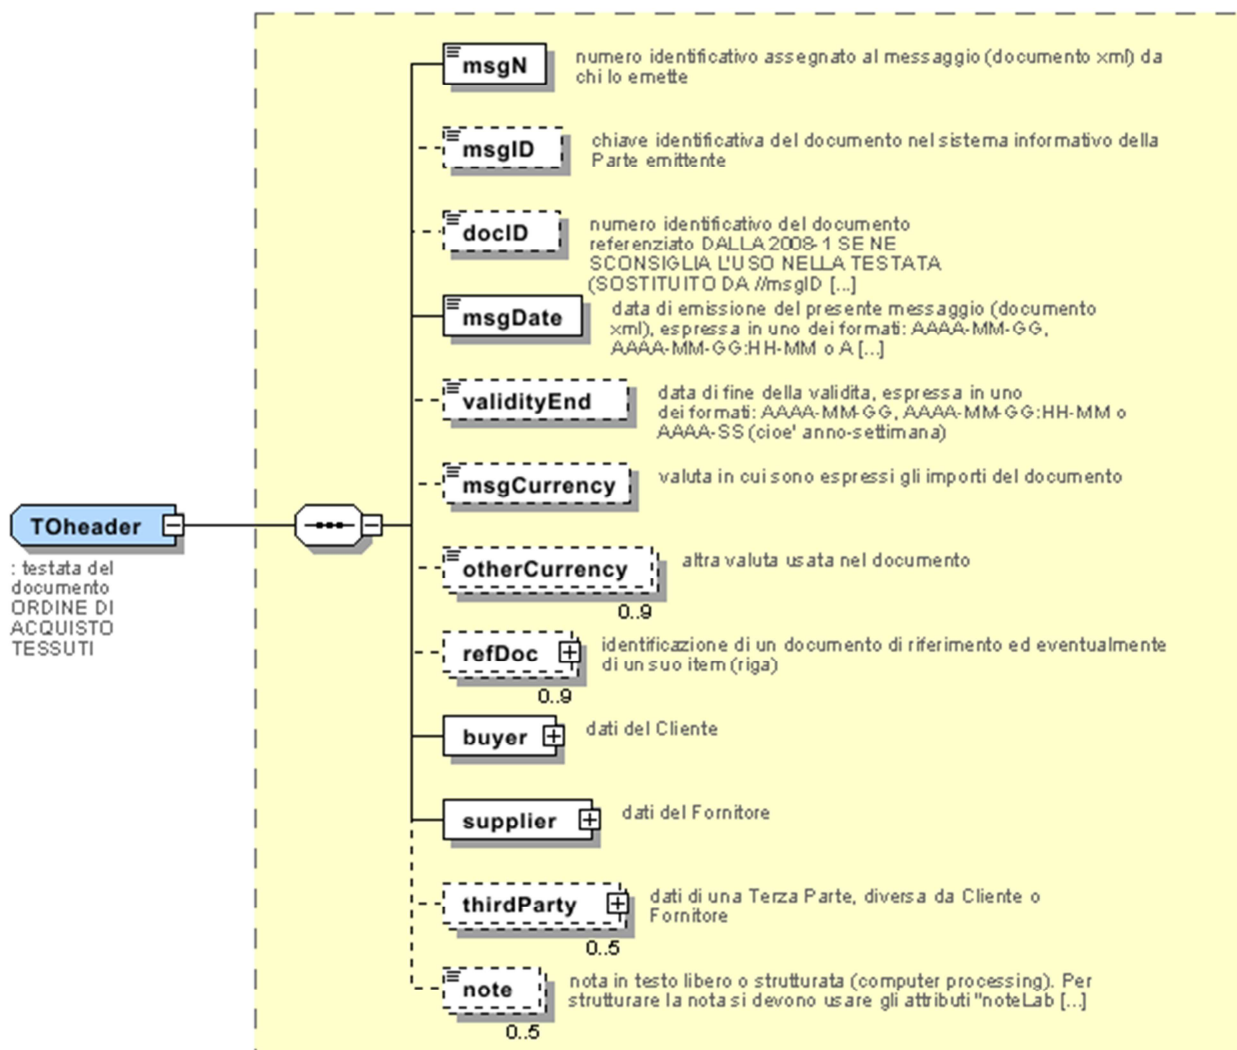 msgN
numero identificativo assegnato al messaggio (documento xml) da
chi lo emette
msgID
chiave identificativa del documento nel sistema informativo della
Parte emittente
docID
numero identificativo del documento
referenziato DALLA 2008-1 SE NE
SCONSIGLIA L'USO NELLA TESTATA
(SOSTITUITO DA //msgID [...]
msgDate
data di emissione del presente messaggio (documento
xml), espressa in uno dei formati: AAAA-MM-GG,
AAAA-MM-GG:HH-MM o A [...]
validityEnd
data di fine della validita, espressa in uno
dei formati: AAAA-MM-GG, AAAA-MM-GG:HH-MM o
AAAA-SS (cioe' anno-settimana)
msgCurrency
valuta in cui sono espressi gli importi del documento
TOheader
: testata del
documento
ORDINE DI
ACQUISTO
TESSUTI
otherCurrency
altra valuta usata nel documento
0..9
refDoc
identificazione di un documento di riferimento ed eventualmente
di un suo item (riga)
0..9
buyer
dati del Cliente
supplier
dati del Fornitore
thirdParty
dati di una Terza Parte, diversa da Cliente o
Fornitore
0..5
note
nota in testo libero o strutturata (computer processing). Per
strutturare la nota si devono usare gli attributi "noteLab [...]
0..5